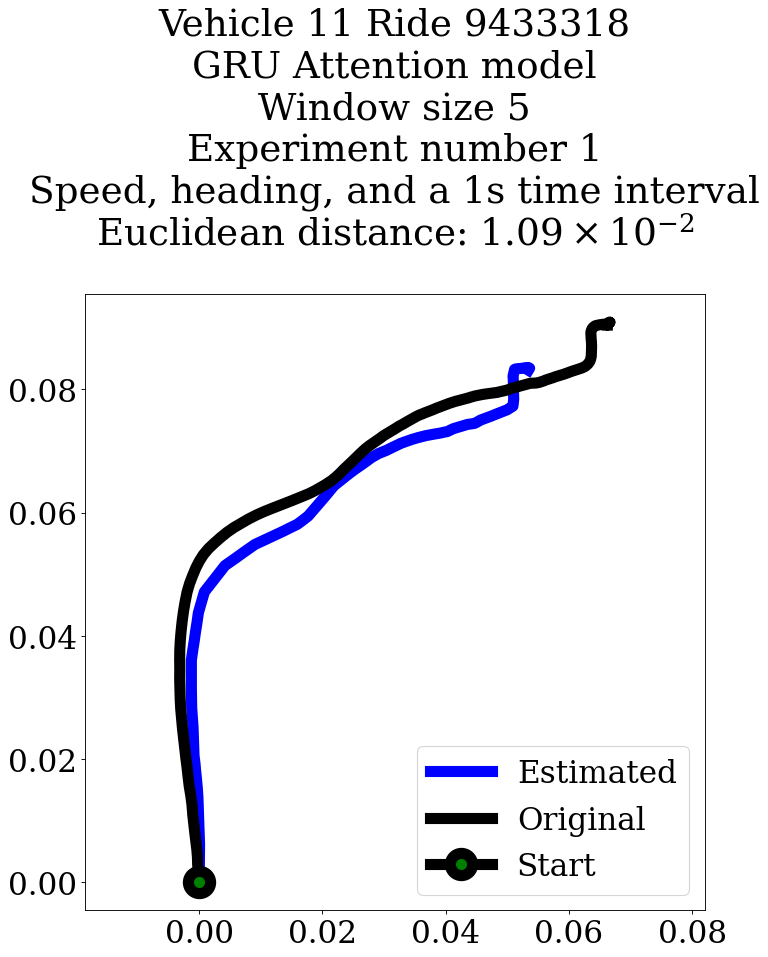 Vehicle 11 Ride 9433318
GRU Attention model
Window size 5
Experiment number 1
Speed, heading, and a 1s time interval
Euclidean distance: 1.09 × 10⁻²
0.08
0.06
0.04
0.02
0.00
Estimated
Original
Start
0.00 0.02 0.04 0.06 0.08